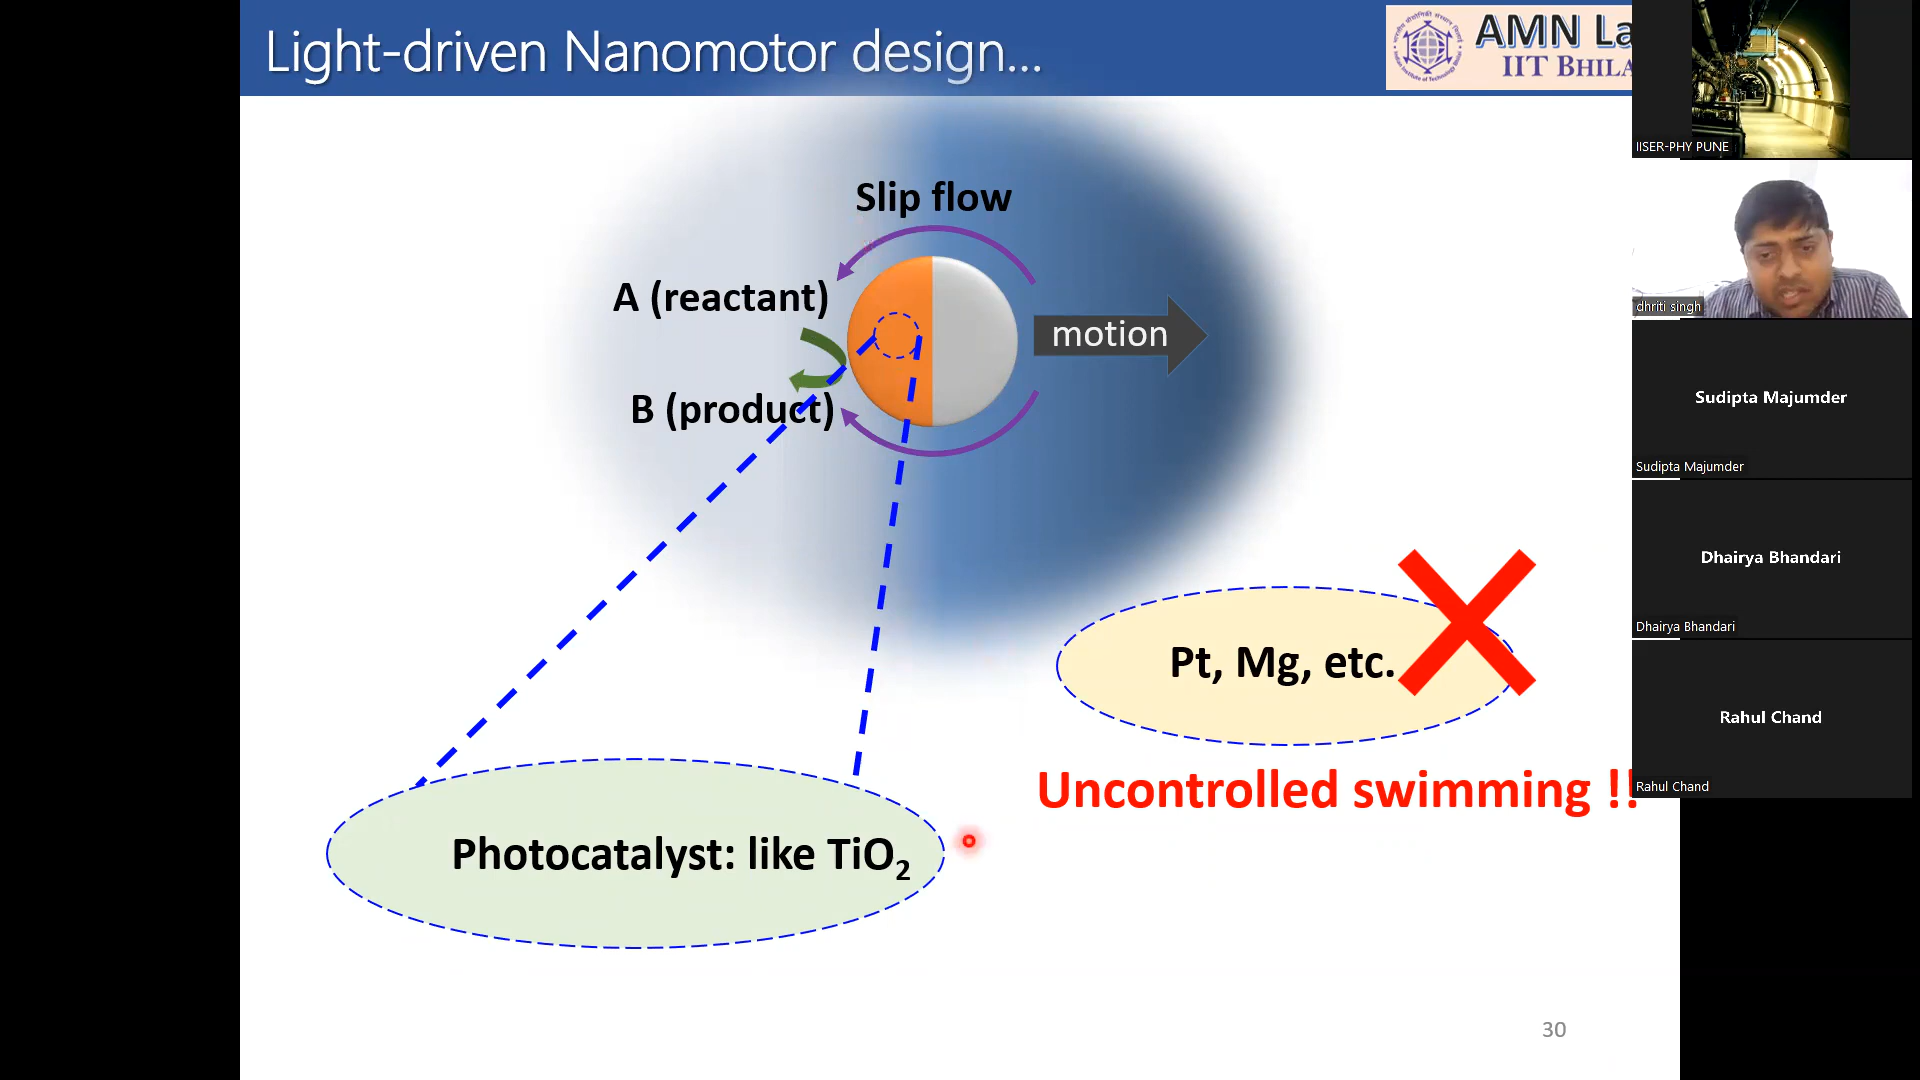 Light-driven Nanomotor design...
AMN La
IIT BHILA
IISER-PHY PUNE
Slip flow
A (reactant)
motion
B (product)
dhriti singh
Sudipta Majumder
Sudipta Majumder
Dhairya Bhandari
Dhairya Bhandari
Pt, Mg, etc.
Rahul Chand
Rahul Chand
Uncontrolled swimming !!
Photocatalyst: like TiO₂
30